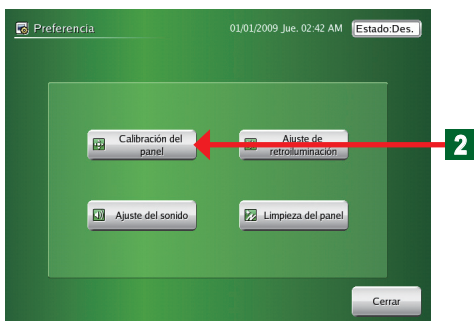 Preferencia
01/01/2009 Jue. 02:42 AM
Estado:Des.
Calibración del
panel
Ajuste de
retroiluminación
2
Ajuste del sonido
Limpieza del panel
Cerrar